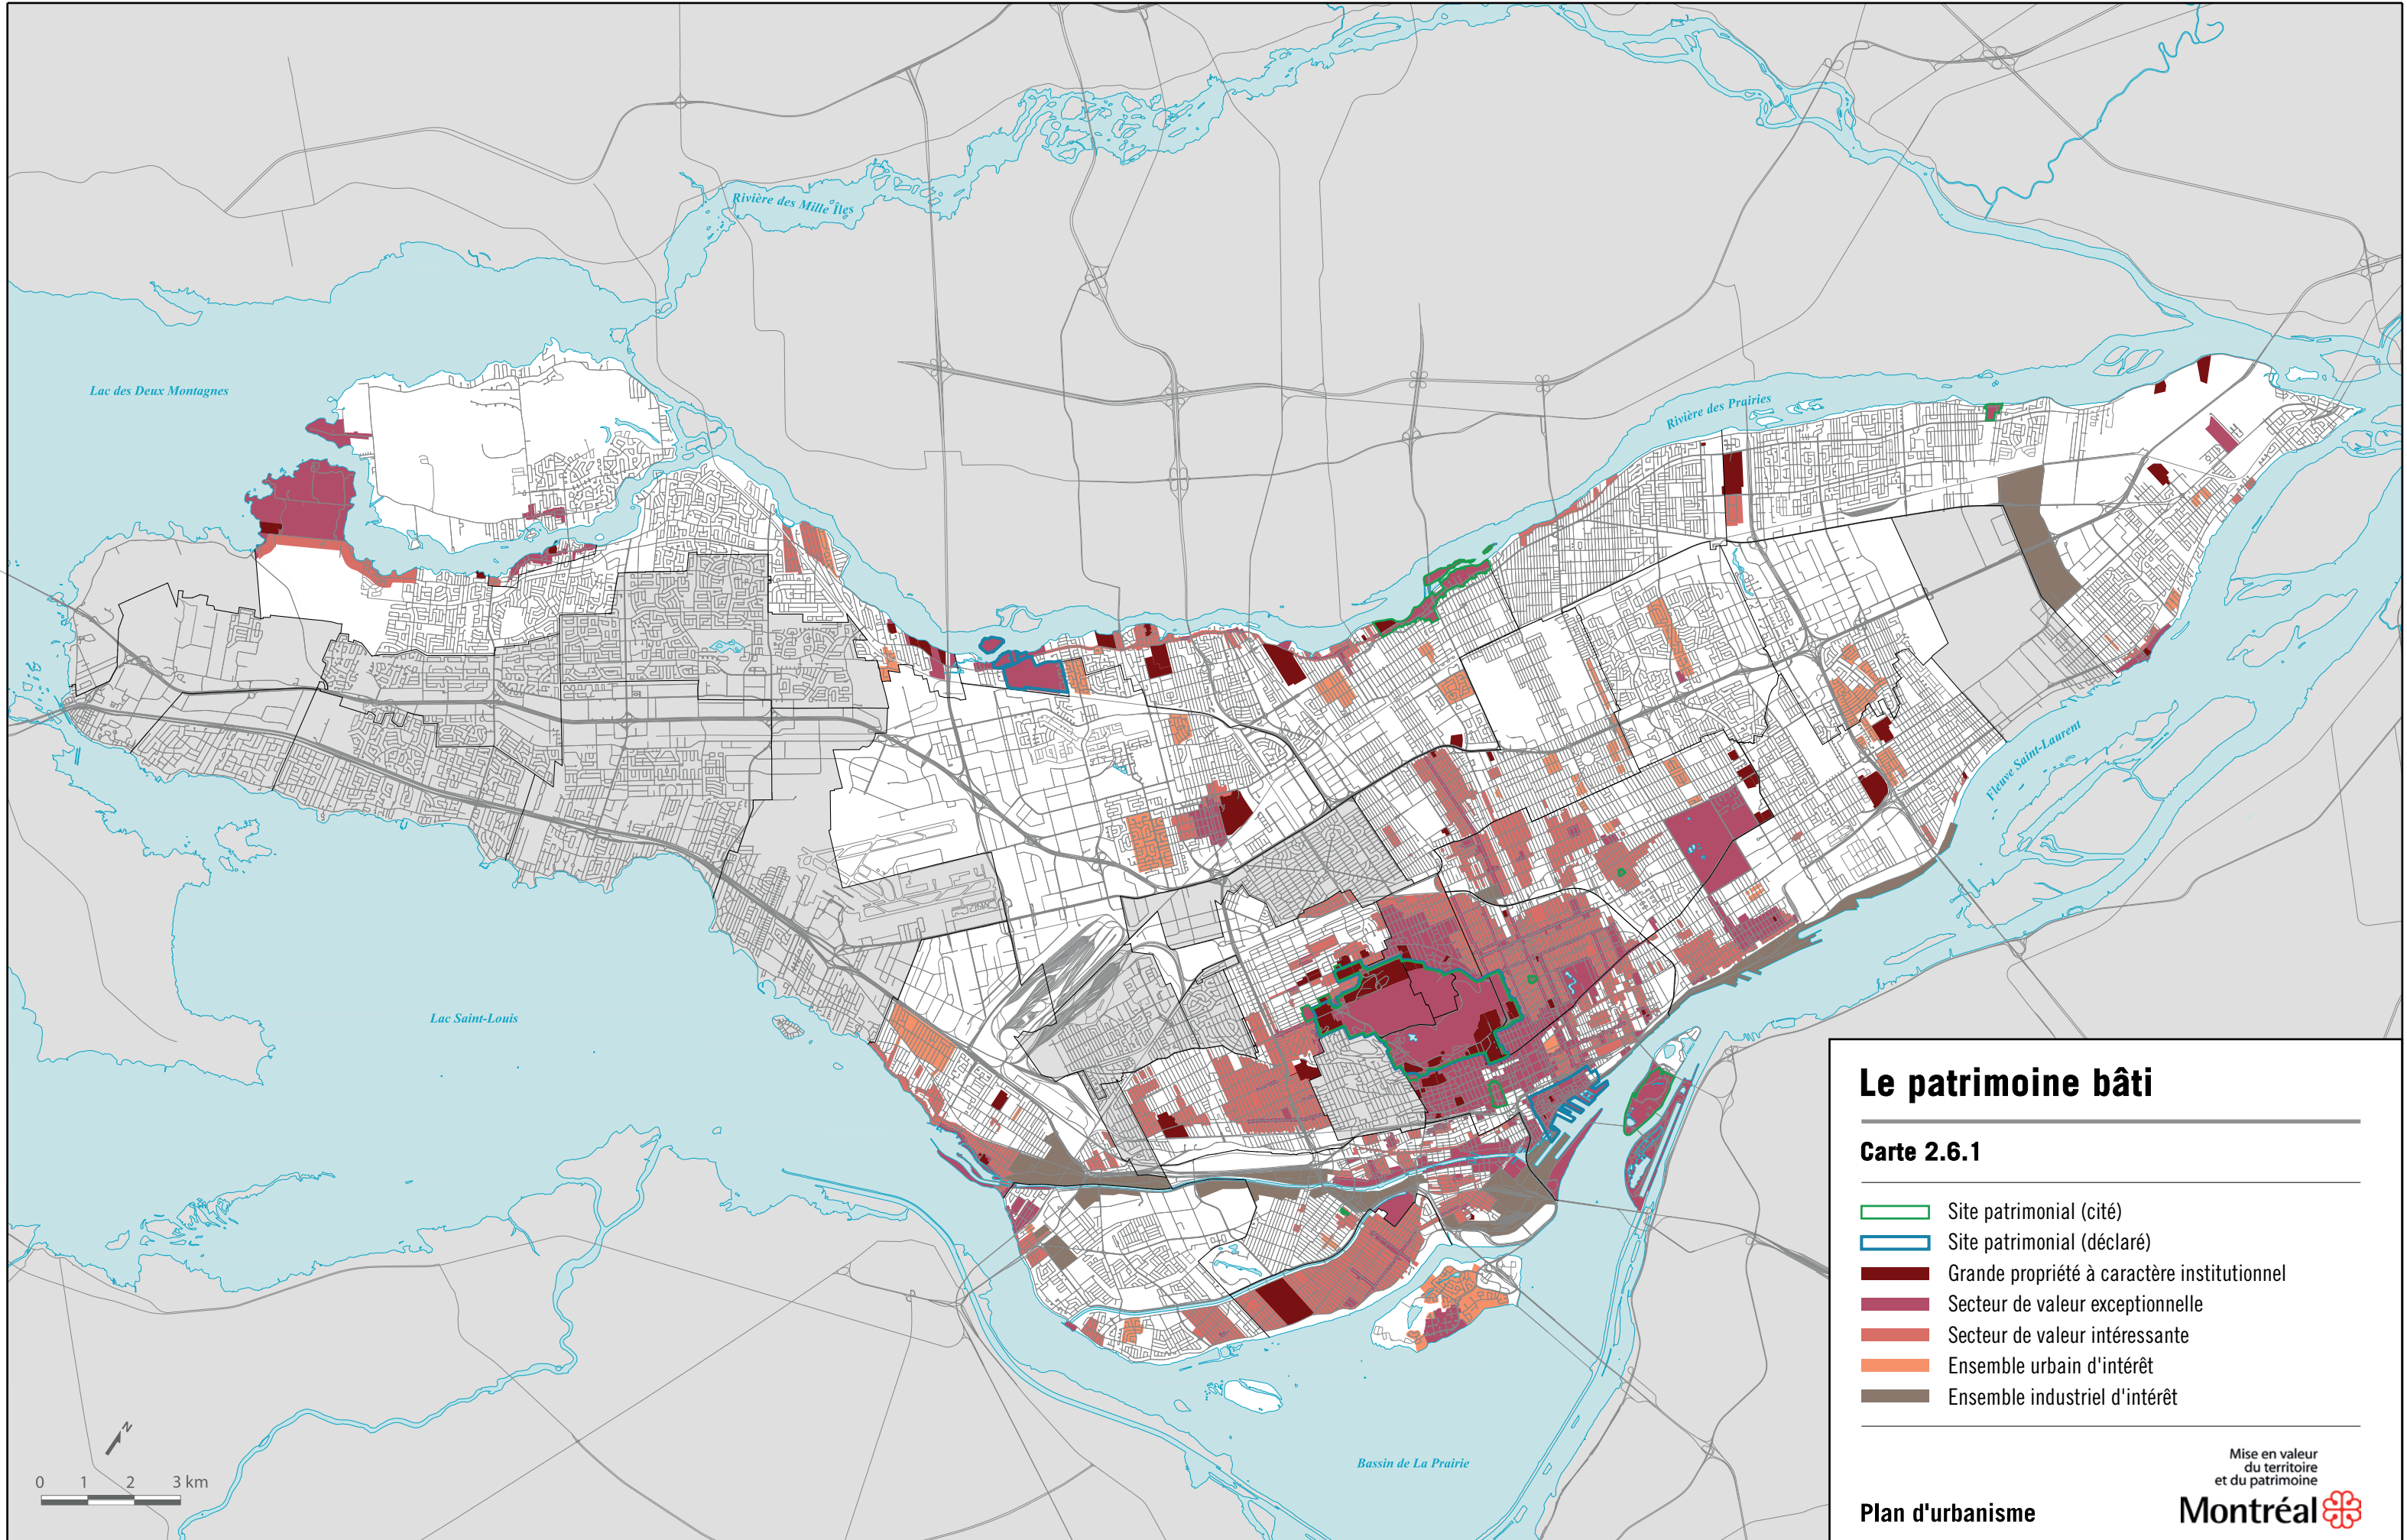 Rivière des Mille Îles
Lac des Deux Montagnes
Rivière des Prairies
Fleuve Saint-Laurent
Lac Saint-Louis
Bassin de La Prairie
N
0 1 2 3 km
Le patrimoine bâti
Carte 2.6.1
Site patrimonial (cité)
Site patrimonial (déclaré)
Grande propriété à caractère institutionnel
Secteur de valeur exceptionnelle
Secteur de valeur intéressante
Ensemble urbain d'intérêt
Ensemble industriel d'intérêt
Mise en valeur
du territoire
et du patrimoine
Plan d'urbanisme
Montréal